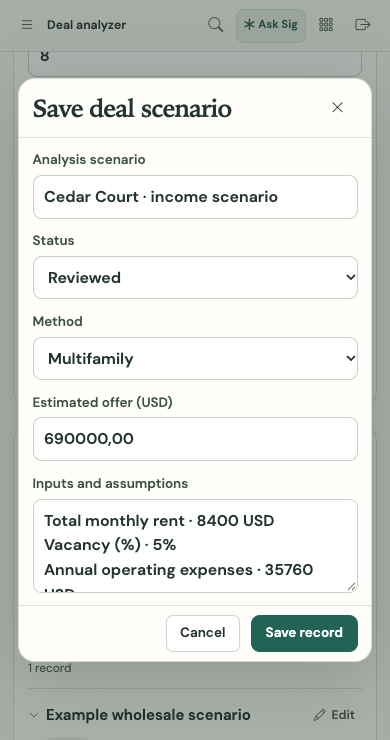 Deal analyzer
Ask Sig
8
Save deal scenario
Analysis scenario
Cedar Court · income scenario
Status
Reviewed
Method
Multifamily
Estimated offer (USD)
690000,00
Inputs and assumptions
Total monthly rent · 8400 USD
Vacancy (%) · 5%
Annual operating expenses · 35760
USD
Cancel
Save record
1 record
Example wholesale scenario
Edit